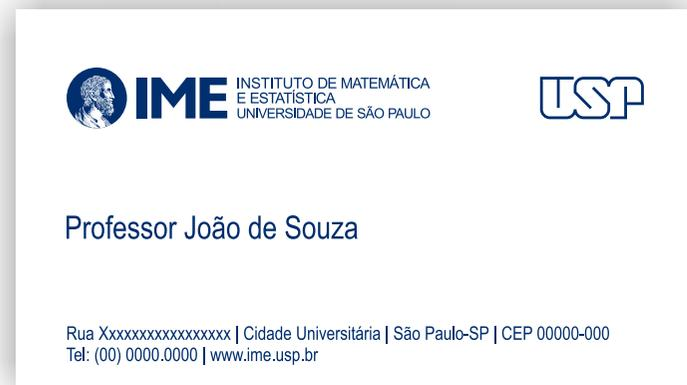 IME INSTITUTO DE MATEMÁTICA
E ESTATÍSTICA
UNIVERSIDADE DE SÃO PAULO
USP
Professor João de Souza
Rua Xxxxxxxxxxxxxxxxx | Cidade Universitária | São Paulo-SP | CEP 00000-000
Tel: (00) 0000.0000 | www.ime.usp.br